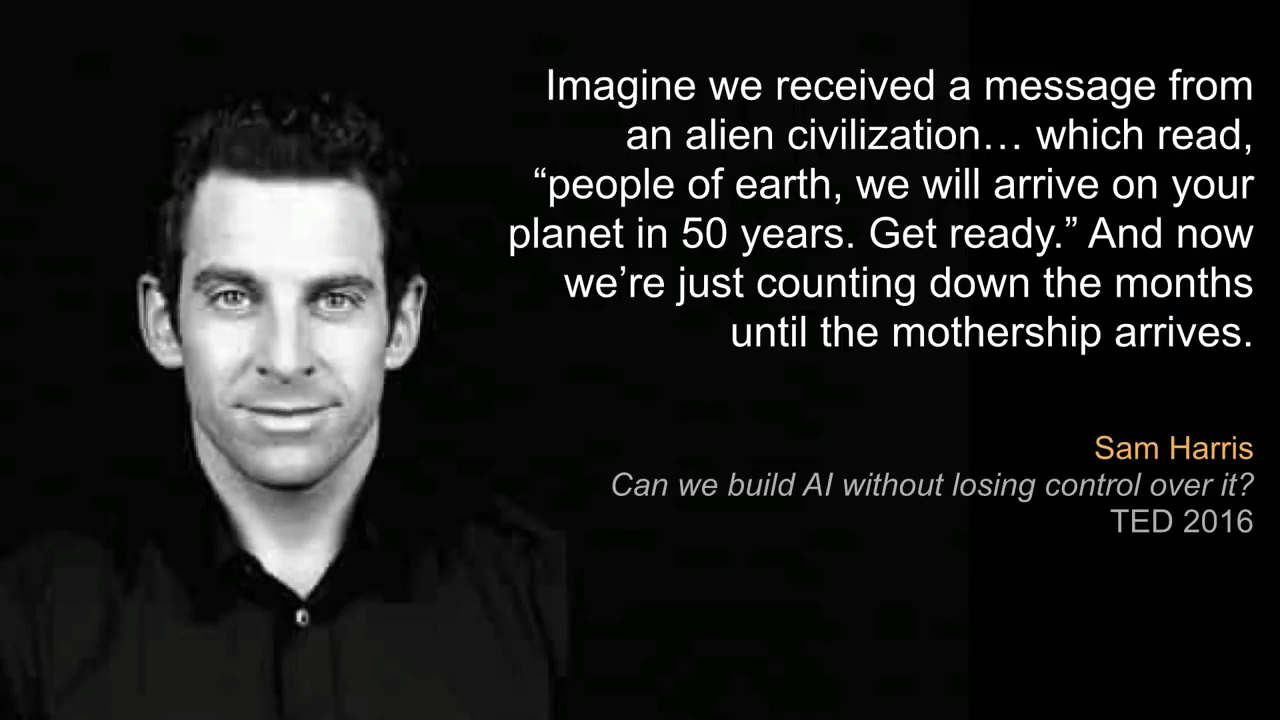 Imagine we received a message from
an alien civilization… which read,
“people of earth, we will arrive on your
planet in 50 years. Get ready.” And now
we’re just counting down the months
until the mothership arrives.
Sam Harris
Can we build AI without losing control over it?
TED 2016